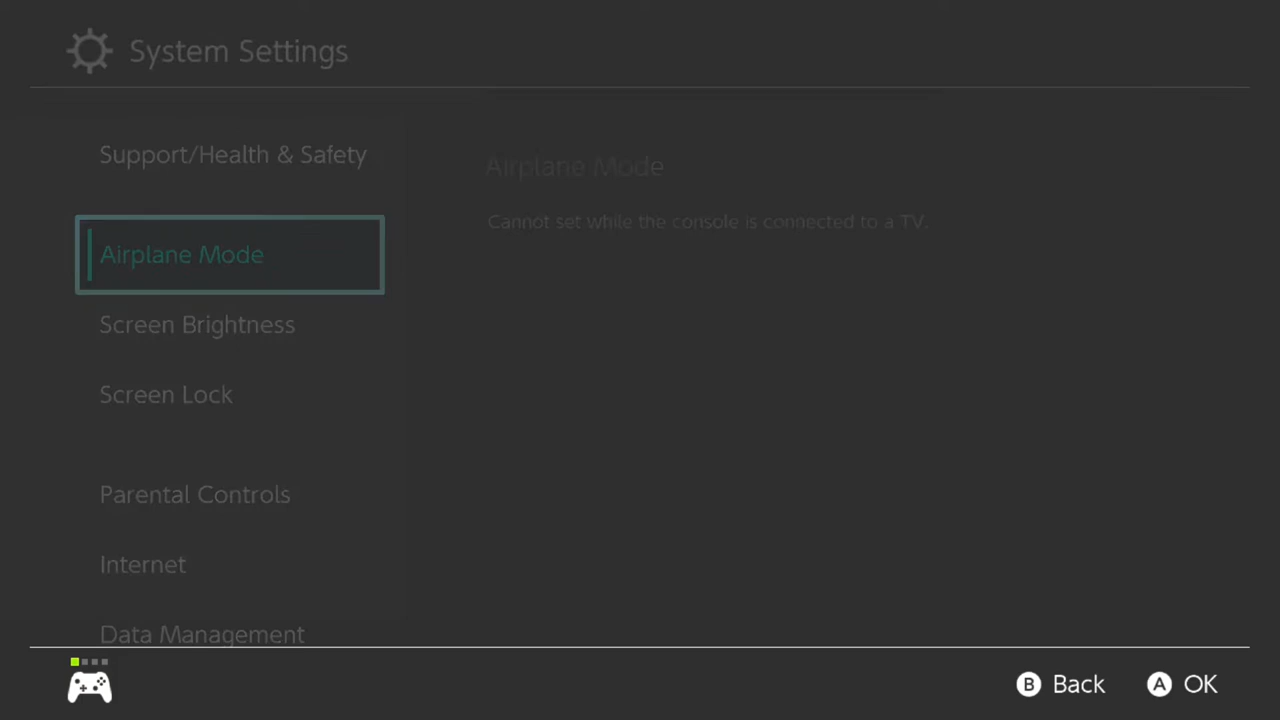 System Settings
Support/Health & Safety
Airplane Mode
Screen Brightness
Screen Lock
Parental Controls
Internet
Data Management
Airplane Mode
Cannot set while the console is connected to a TV.
B Back
A OK